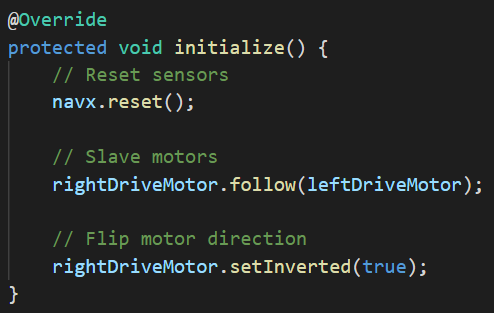 @Override
protected void initialize() {
    // Reset sensors
    navx.reset();

    // Slave motors
    rightDriveMotor.follow(leftDriveMotor);

    // Flip motor direction
    rightDriveMotor.setInverted(true);
}